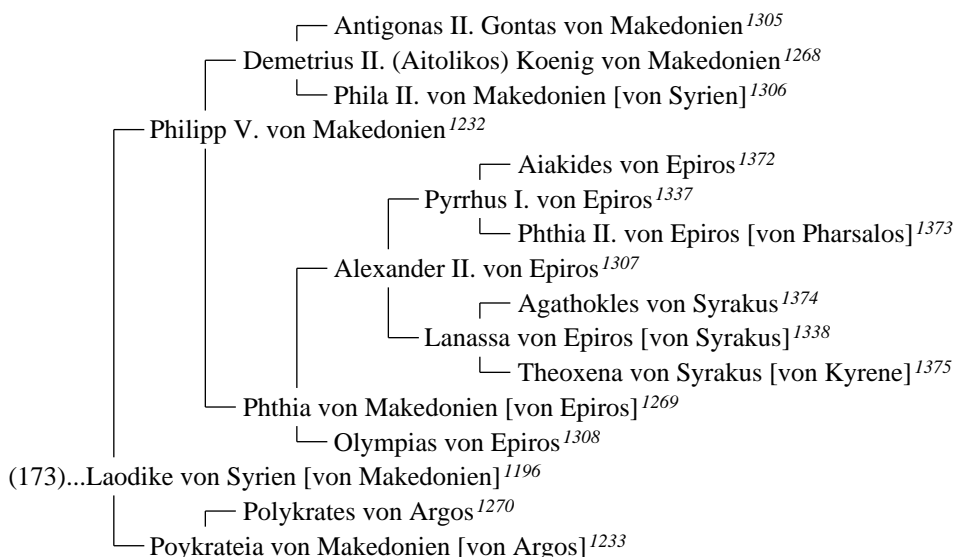 Antigonas II. Gontas von Makedonien1305
Demetrius II. (Aitolikos) Koenig von Makedonien1268
Phila II. von Makedonien [von Syrien]1306
Philipp V. von Makedonien1232
Aiakides von Epiros1372
Pyrrhus I. von Epiros1337
Phthia II. von Epiros [von Pharsalos]1373
Alexander II. von Epiros1307
Agathokles von Syrakus1374
Lanassa von Epiros [von Syrakus]1338
Theoxena von Syrakus [von Kyrene]1375
Phthia von Makedonien [von Epiros]1269
Olympias von Epiros1308
(173)...Laodike von Syrien [von Makedonien]1196
Polykrates von Argos1270
Poykrateia von Makedonien [von Argos]1233